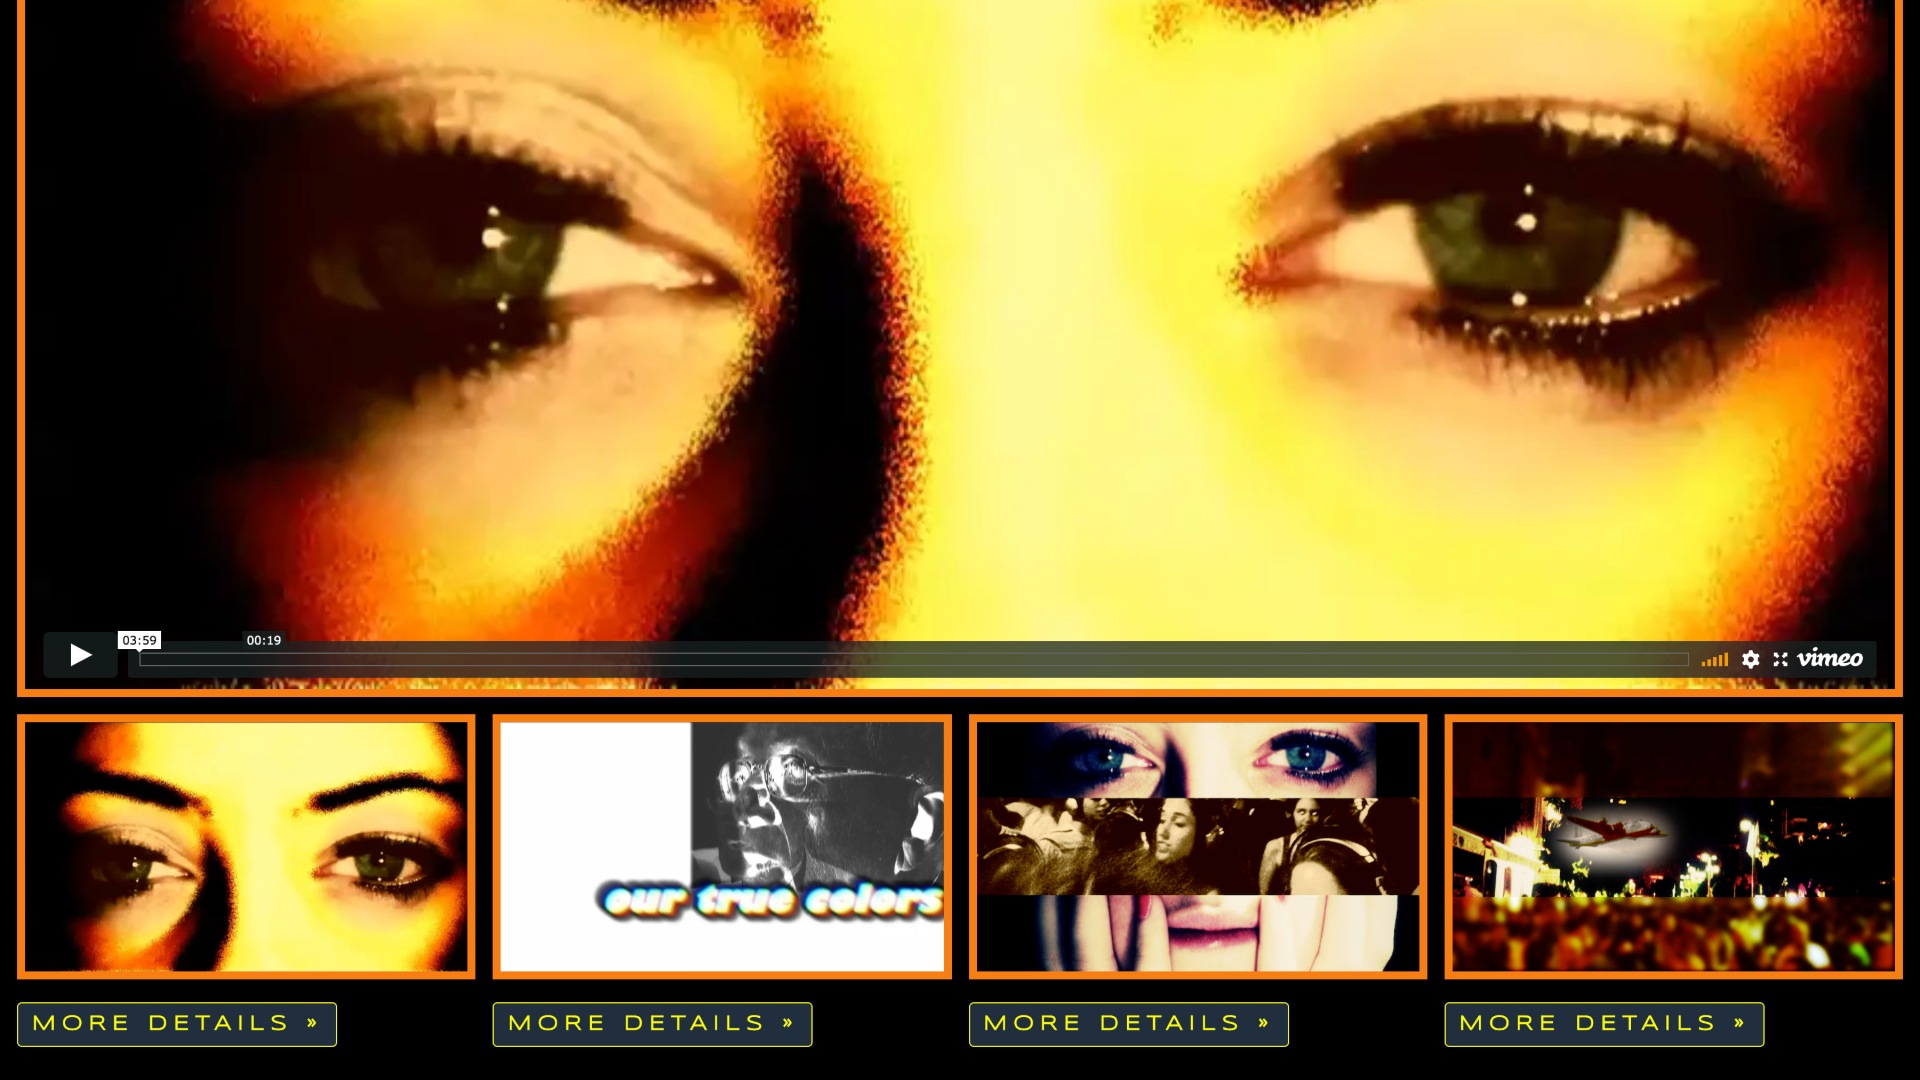 03:59
00:19
vimeo
our true colors
MORE DETAILS »
MORE DETAILS »
MORE DETAILS »
MORE DETAILS »